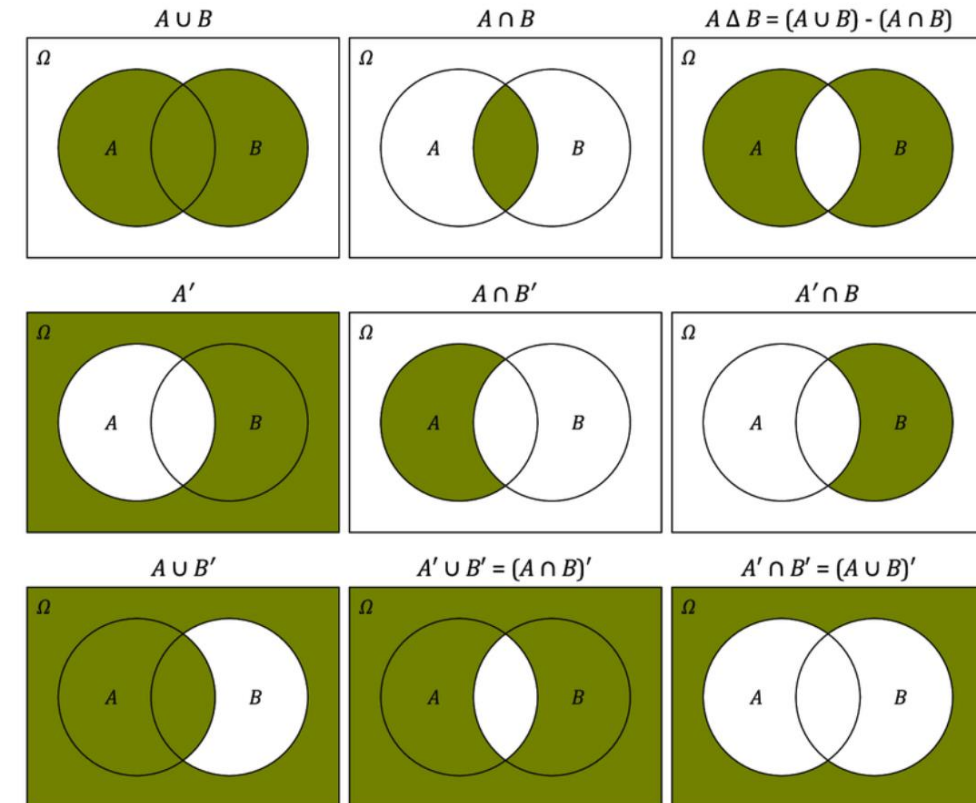 A ∪ B
A ∩ B
A Δ B = (A ∪ B) - (A ∩ B)
Ω
A
B
Ω
A
B
Ω
A
B
A′
A ∩ B′
A′ ∩ B
Ω
A
B
Ω
A
B
Ω
A
B
A ∪ B′
A′ ∪ B′ = (A ∩ B)′
A′ ∩ B′ = (A ∪ B)′
Ω
A
B
Ω
A
B
Ω
A
B